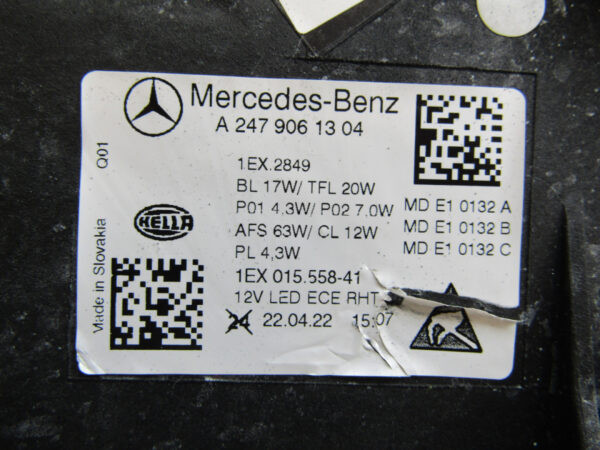 Mercedes-Benz
A 247 906 13 04
Q01
1EX.2849
BL 17W/ TFL 20W
P01 4,3W/ P02 7.0W
MD E1 0132 A
HELLA
AFS 63W/ CL 12W
MD E1 0132 B
PL 4,3W
MD E1 0132 C
Made in Slovakia
1EX 015.558-41
12V LED ECE RHT
24 22.04.22 15:07